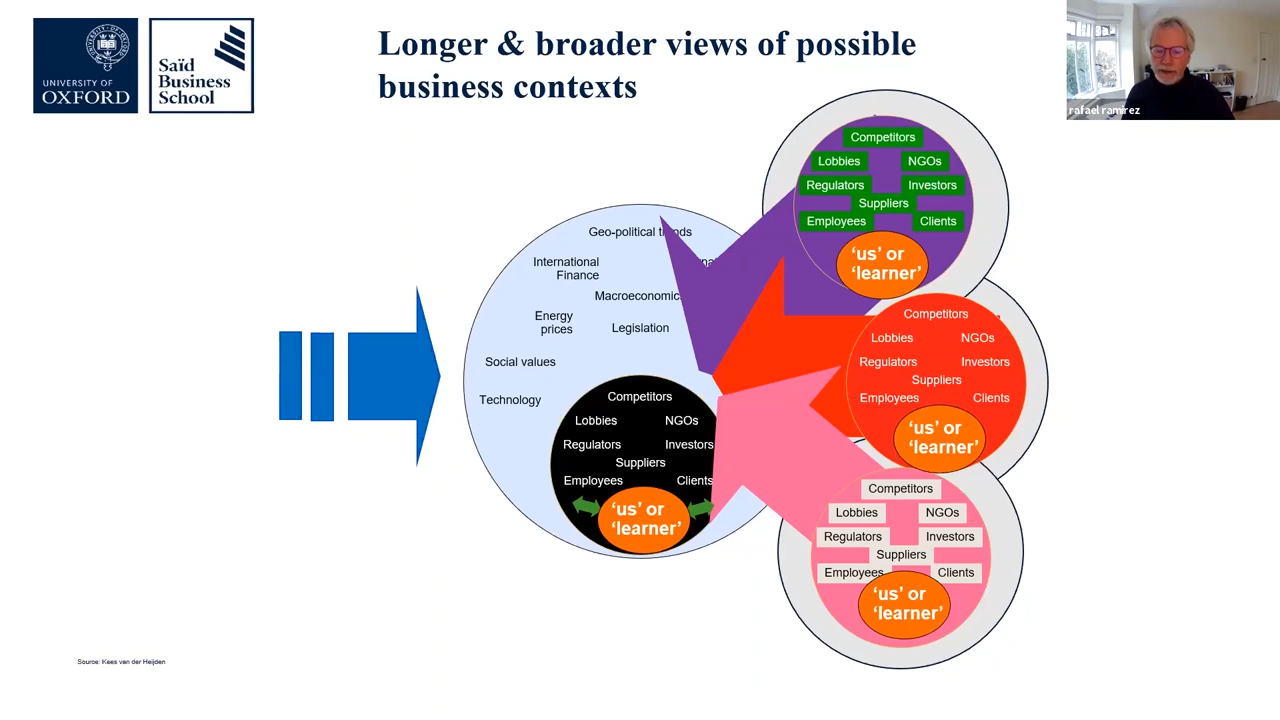 UNIVERSITY OF
OXFORD
Saïd
Business
School
Longer & broader views of possible
business contexts
rafael ramirez
Competitors
Lobbies
NGOs
Regulators
Investors
Suppliers
Employees
Clients
‘us’ or
‘learner’
Geo-political trends
International
Finance
Macroeconomics
Energy
prices
Legislation
Social values
Technology
Competitors
Lobbies
NGOs
Regulators
Investors
Suppliers
Employees
Clients
‘us’ or
‘learner’
Competitors
Lobbies
NGOs
Regulators
Investors
Suppliers
Employees
Clients
‘us’ or
‘learner’
Competitors
Lobbies
NGOs
Regulators
Investors
Suppliers
Employees
Clients
‘us’ or
‘learner’
Source: Kees van der Heijden